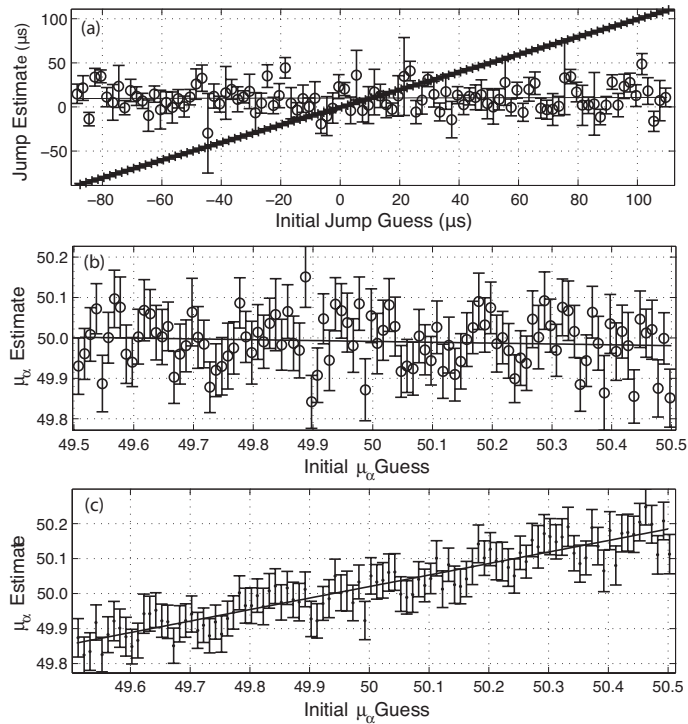 (a)
Jump Estimate (µs)
100
50
0
−50
−80 −60 −40 −20 0 20 40 60 80 100
Initial Jump Guess (µs)
(b)
μα Estimate
50.2
50.1
50.0
49.9
49.8
49.5 49.6 49.7 49.8 49.9 50 50.1 50.2 50.3 50.4 50.5
Initial μαGuess
(c)
μα Estimate
50.2
50.1
50.0
49.9
49.8
49.6 49.7 49.8 49.9 50 50.1 50.2 50.3 50.4 50.5
Initial μαGuess